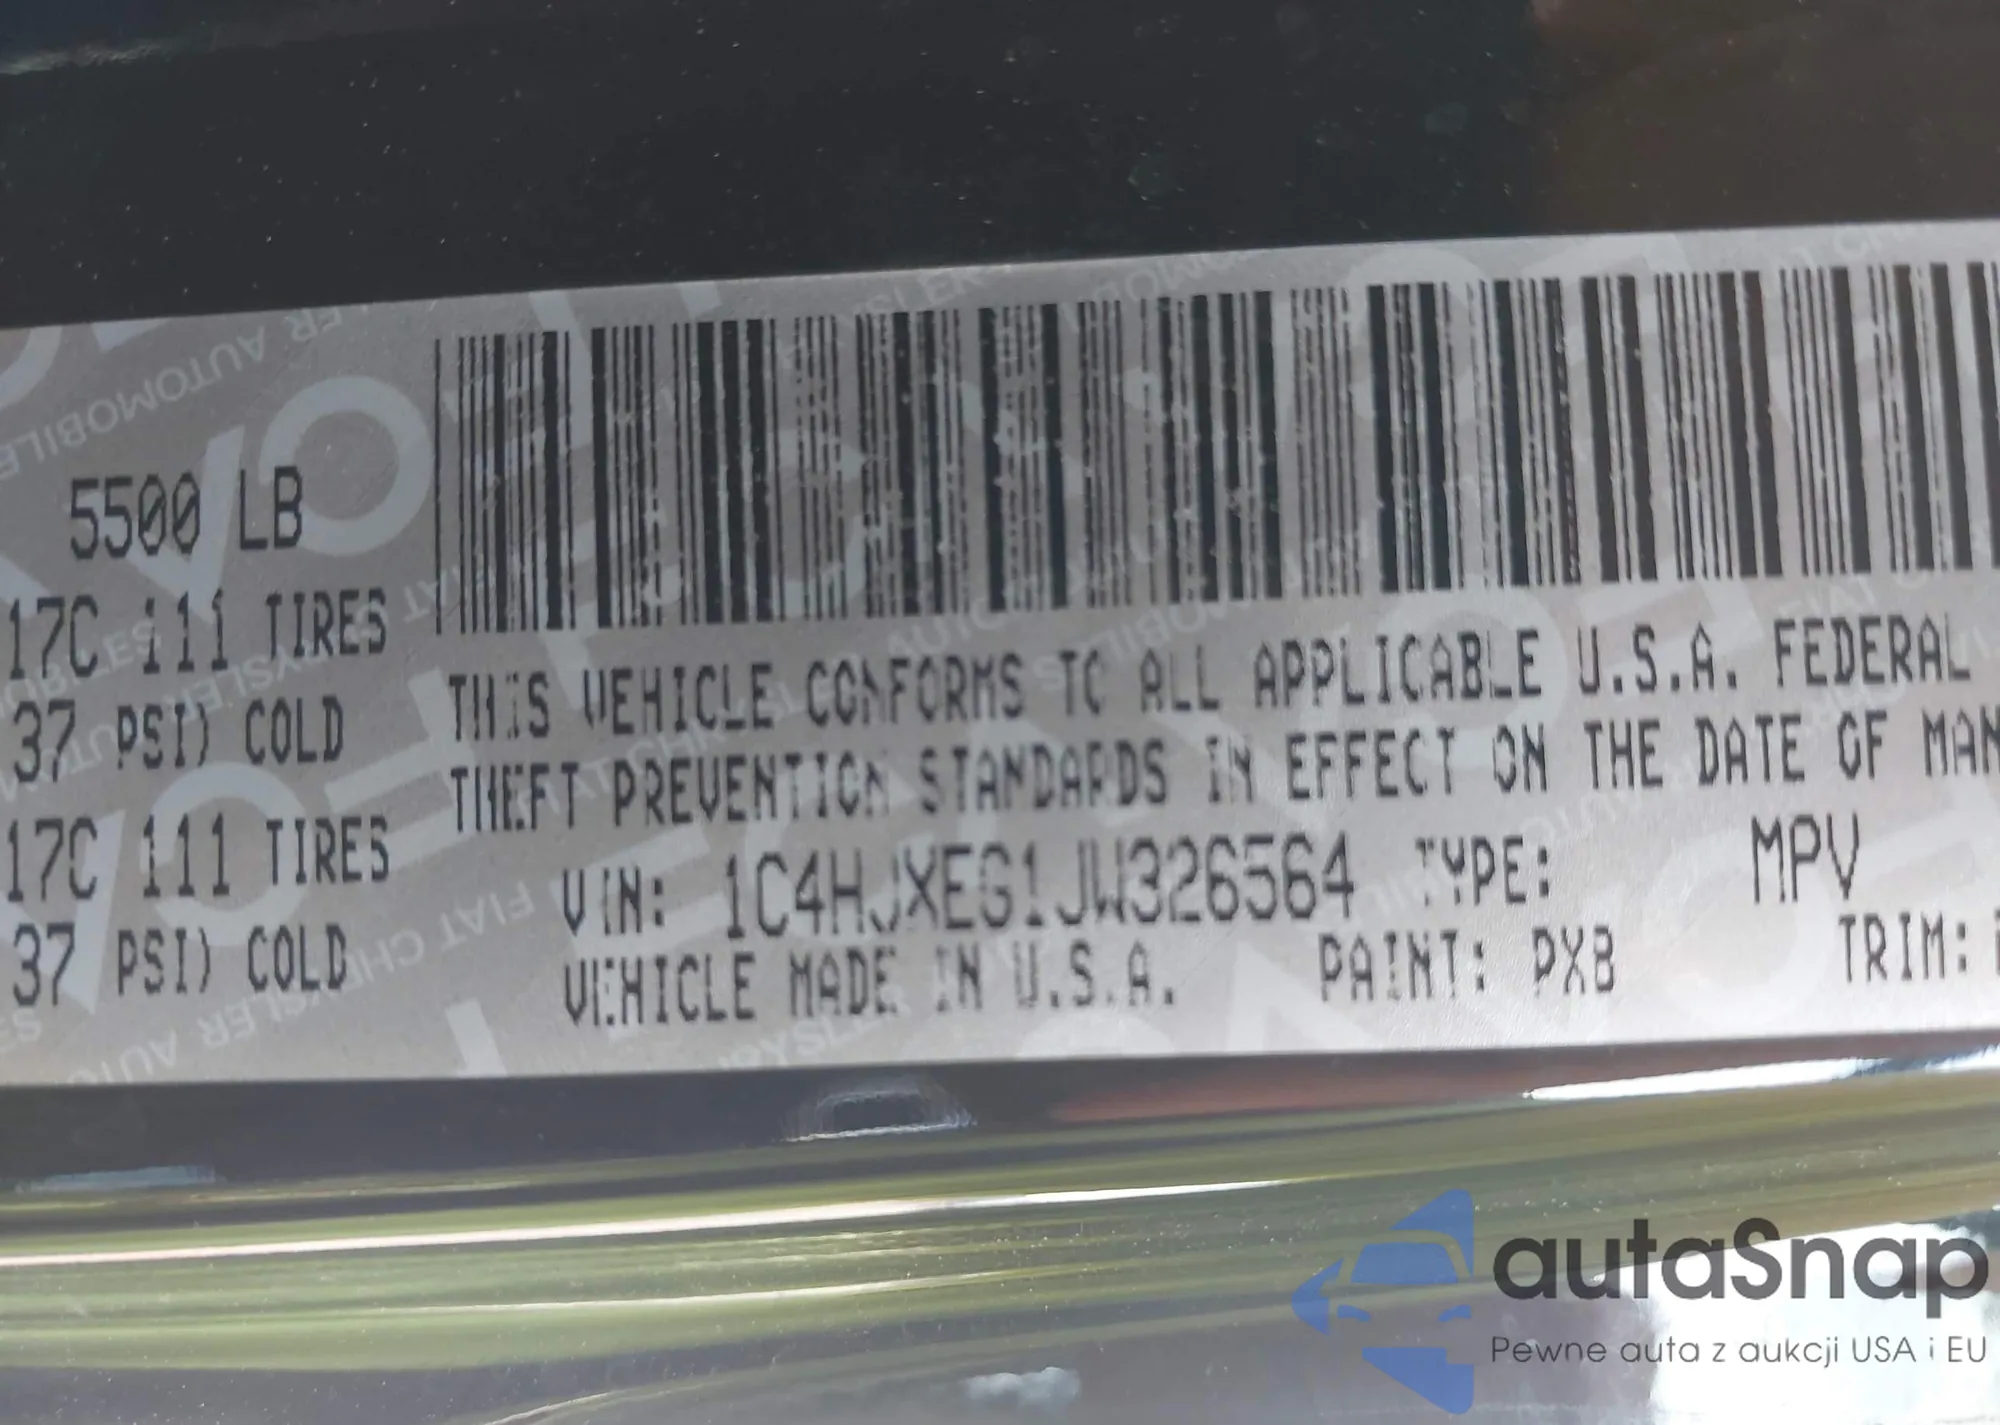 5500 LB
17C 111 TIRES
37 PSI) COLD
17C 111 TIRES
37 PSI) COLD
THIS VEHICLE CONFORMS TO ALL APPLICABLE U.S.A. FEDERAL
THEFT PREVENTION STANDARDS IN EFFECT ON THE DATE OF MAN
VIN: 1C4HJXEG1JW326564 TYPE: MPV
VEHICLE MADE IN U.S.A. PAINT: PX8 TRIM:
autaSnap
Pewne auta z aukcji USA i EU